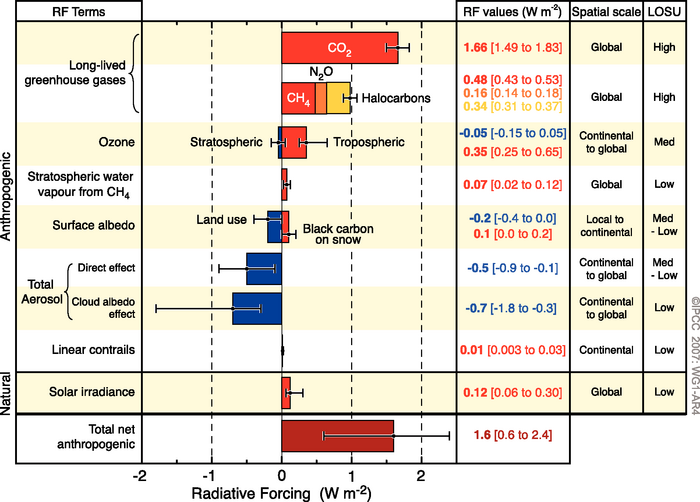 RF Terms
RF values (W m-2)
Spatial scale
LOSU
Anthropogenic
Long-lived
greenhouse gases
CO2
1.66 [1.49 to 1.83]
Global
High
N2O
CH4
Halocarbons
0.48 [0.43 to 0.53]
0.16 [0.14 to 0.18]
0.34 [0.31 to 0.37]
Global
High
Ozone
Stratospheric
Tropospheric
-0.05 [-0.15 to 0.05]
0.35 [0.25 to 0.65]
Continental
to global
Med
Stratospheric water
vapour from CH4
0.07 [0.02 to 0.12]
Global
Low
Surface albedo
Land use
Black carbon
on snow
-0.2 [-0.4 to 0.0]
0.1 [0.0 to 0.2]
Local to
continental
Med
- Low
Total
Aerosol
Direct effect
-0.5 [-0.9 to -0.1]
Continental
to global
Med
- Low
Cloud albedo
effect
-0.7 [-1.8 to -0.3]
Continental
to global
Low
Linear contrails
0.01 [0.003 to 0.03]
Continental
Low
Natural
Solar irradiance
0.12 [0.06 to 0.30]
Global
Low
Total net
anthropogenic
1.6 [0.6 to 2.4]
-2 -1 0 1 2
Radiative Forcing (W m-2)
©IPCC 2007: WG1-AR4